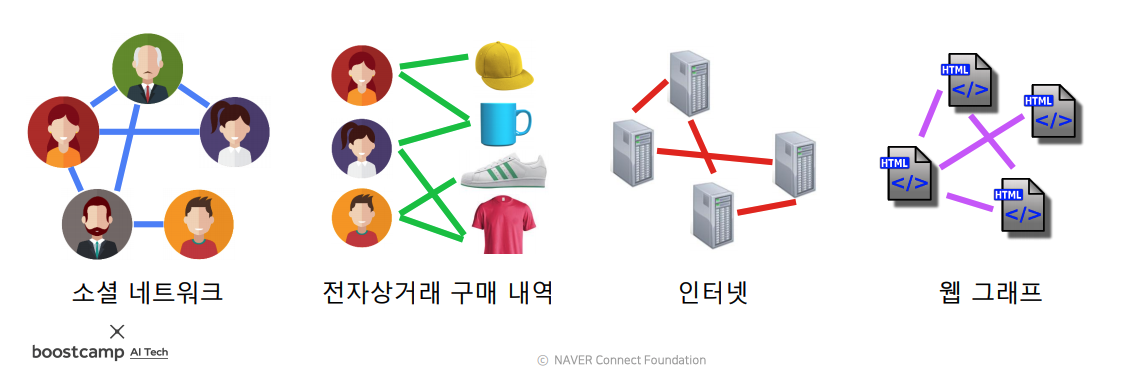 HTML
</>
HTML
</>
HTML
</>
HTML
</>
소셜 네트워크
전자상거래 구매 내역
인터넷
웹 그래프
boostcamp AI Tech
ⓒ NAVER Connect Foundation